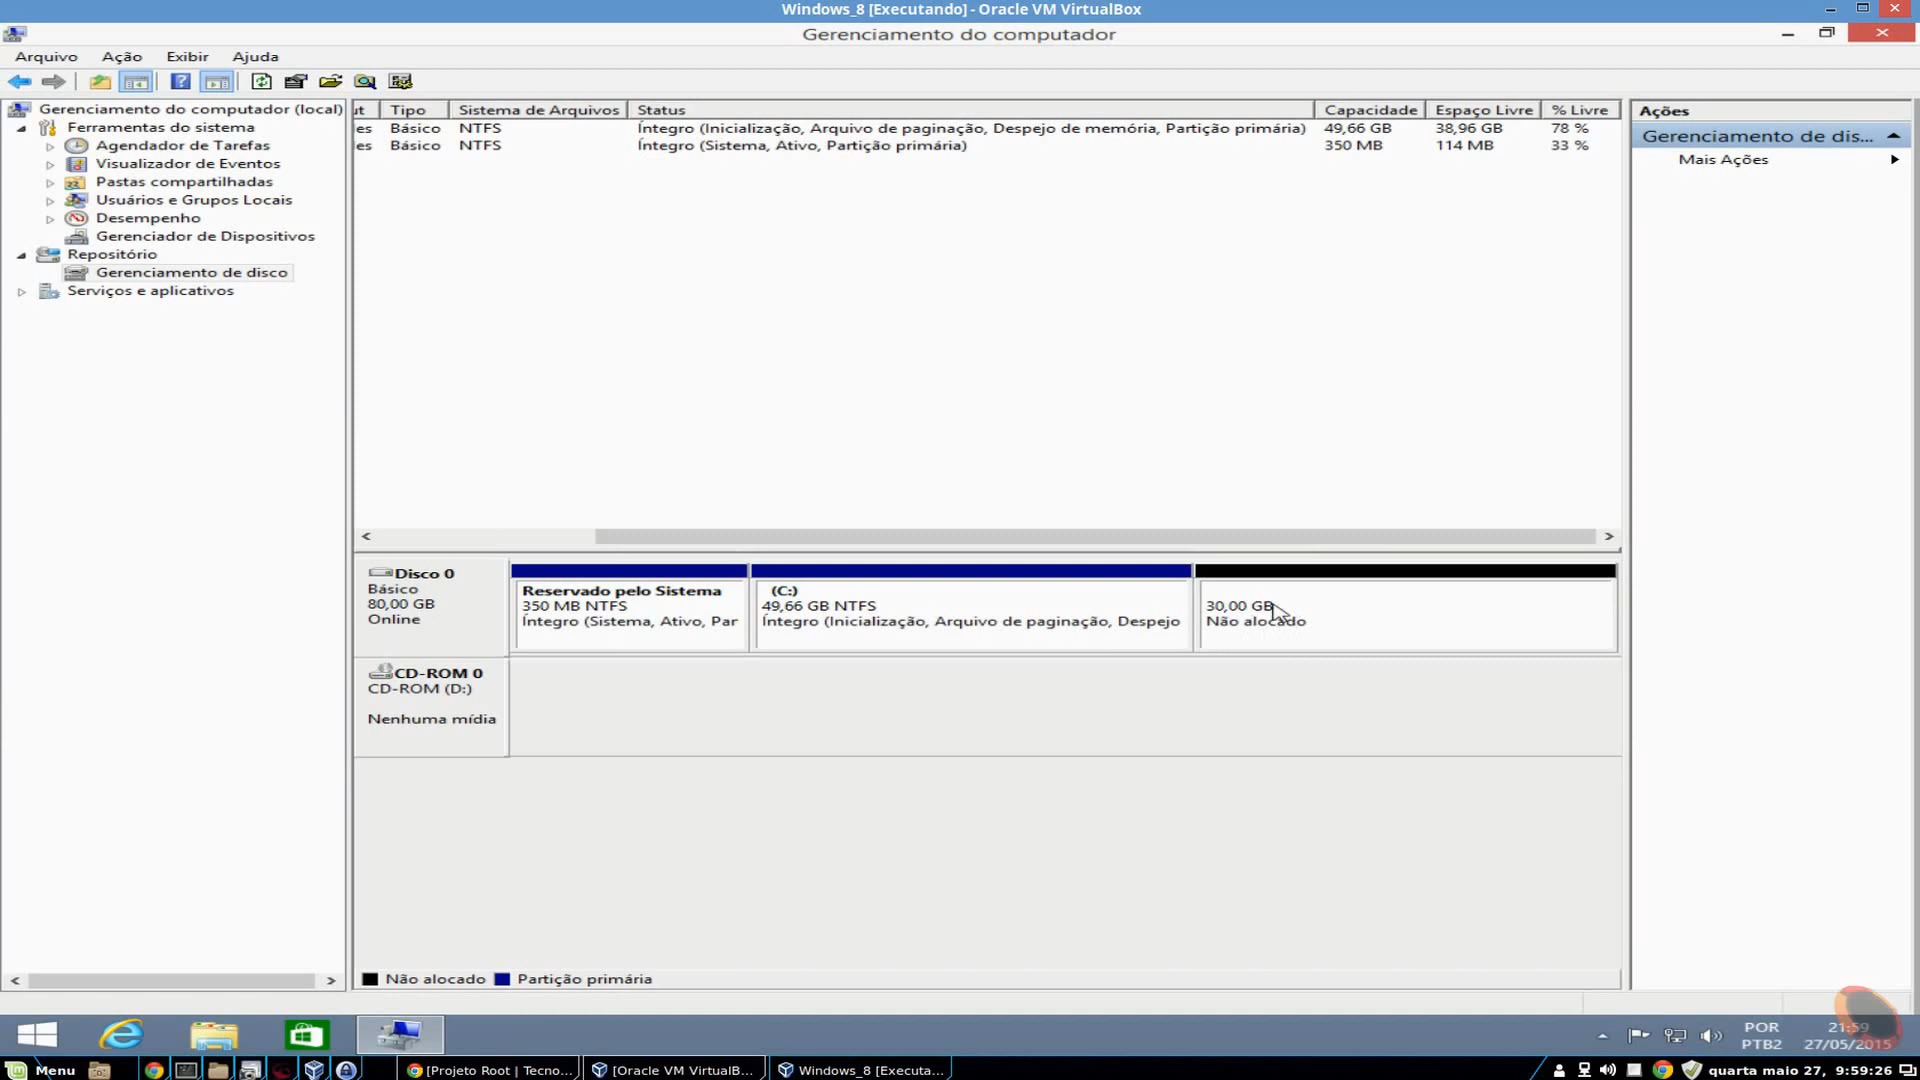 Windows_8 [Executando] - Oracle VM VirtualBox
Gerenciamento do computador
Arquivo Ação Exibir Ajuda
Gerenciamento do computador (local)
Ferramentas do sistema
Agendador de Tarefas
Visualizador de Eventos
Pastas compartilhadas
Usuários e Grupos Locais
Desempenho
Gerenciador de Dispositivos
Repositório
Gerenciamento de disco
Serviços e aplicativos
ut Tipo Sistema de Arquivos Status Capacidade Espaço Livre % Livre
es Básico NTFS Íntegro (Inicialização, Arquivo de paginação, Despejo de memória, Partição primária) 49,66 GB 38,96 GB 78 %
es Básico NTFS Íntegro (Sistema, Ativo, Partição primária) 350 MB 114 MB 33 %
Ações
Gerenciamento de dis...
Mais Ações
Disco 0
Básico
80,00 GB
Online
Reservado pelo Sistema
350 MB NTFS
Íntegro (Sistema, Ativo, Par
(C:)
49,66 GB NTFS
Íntegro (Inicialização, Arquivo de paginação, Despejo
30,00 GB
Não alocado
CD-ROM 0
CD-ROM (D:)
Nenhuma mídia
Não alocado Partição primária
POR
PTB2
21:59
27/05/2015
Menu
[Projeto Root | Tecno...
[Oracle VM VirtualB...
Windows_8 [Executa...
quarta maio 27, 9:59:26